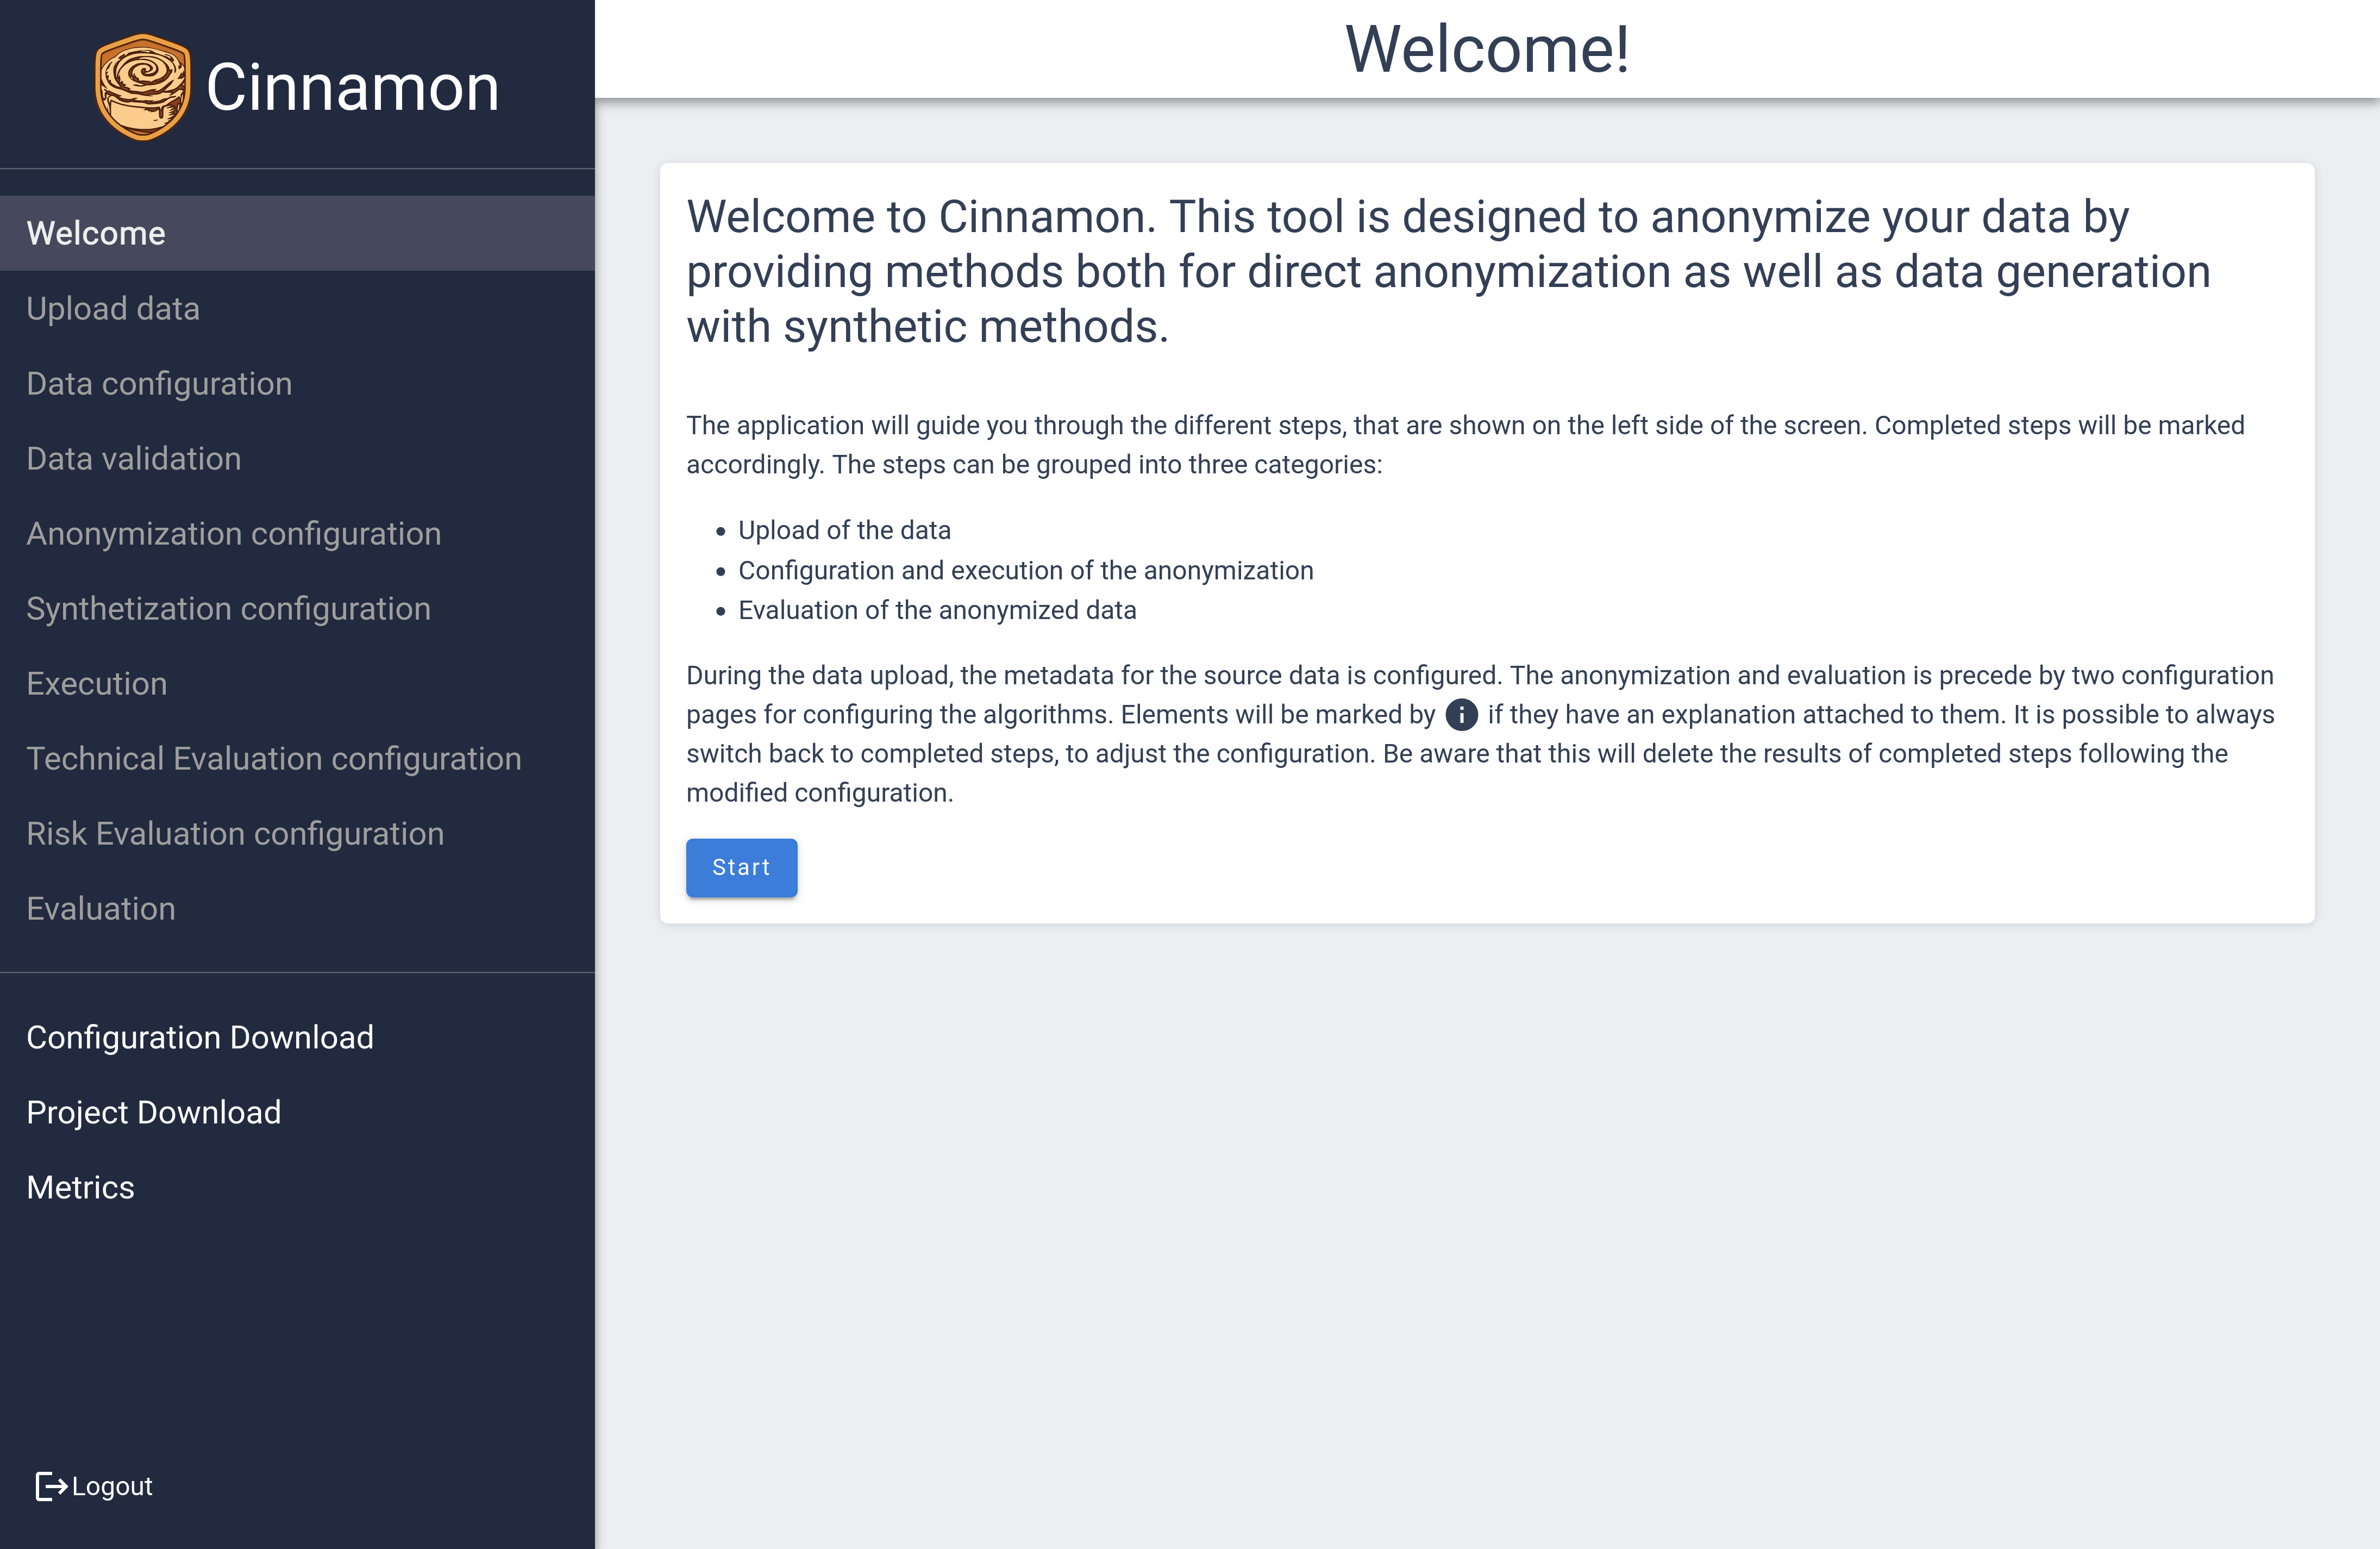 Cinnamon
Welcome
Upload data
Data configuration
Data validation
Anonymization configuration
Synthetization configuration
Execution
Technical Evaluation configuration
Risk Evaluation configuration
Evaluation
Configuration Download
Project Download
Metrics
Logout
Welcome!
Welcome to Cinnamon. This tool is designed to anonymize your data by
providing methods both for direct anonymization as well as data generation
with synthetic methods.
The application will guide you through the different steps, that are shown on the left side of the screen. Completed steps will be marked
accordingly. The steps can be grouped into three categories:
• Upload of the data
• Configuration and execution of the anonymization
• Evaluation of the anonymized data
During the data upload, the metadata for the source data is configured. The anonymization and evaluation is precede by two configuration
pages for configuring the algorithms. Elements will be marked by i if they have an explanation attached to them. It is possible to always
switch back to completed steps, to adjust the configuration. Be aware that this will delete the results of completed steps following the
modified configuration.
Start